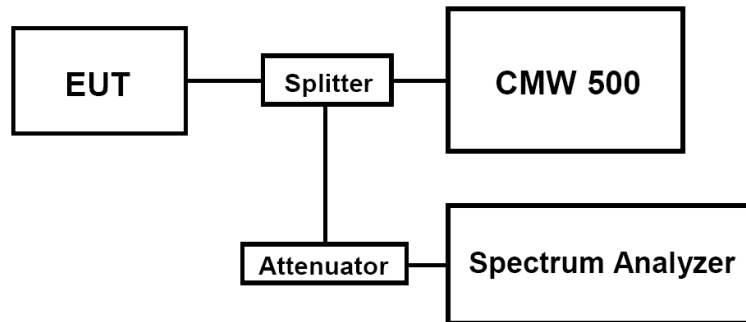 EUT
Splitter
CMW 500
Attenuator
Spectrum Analyzer